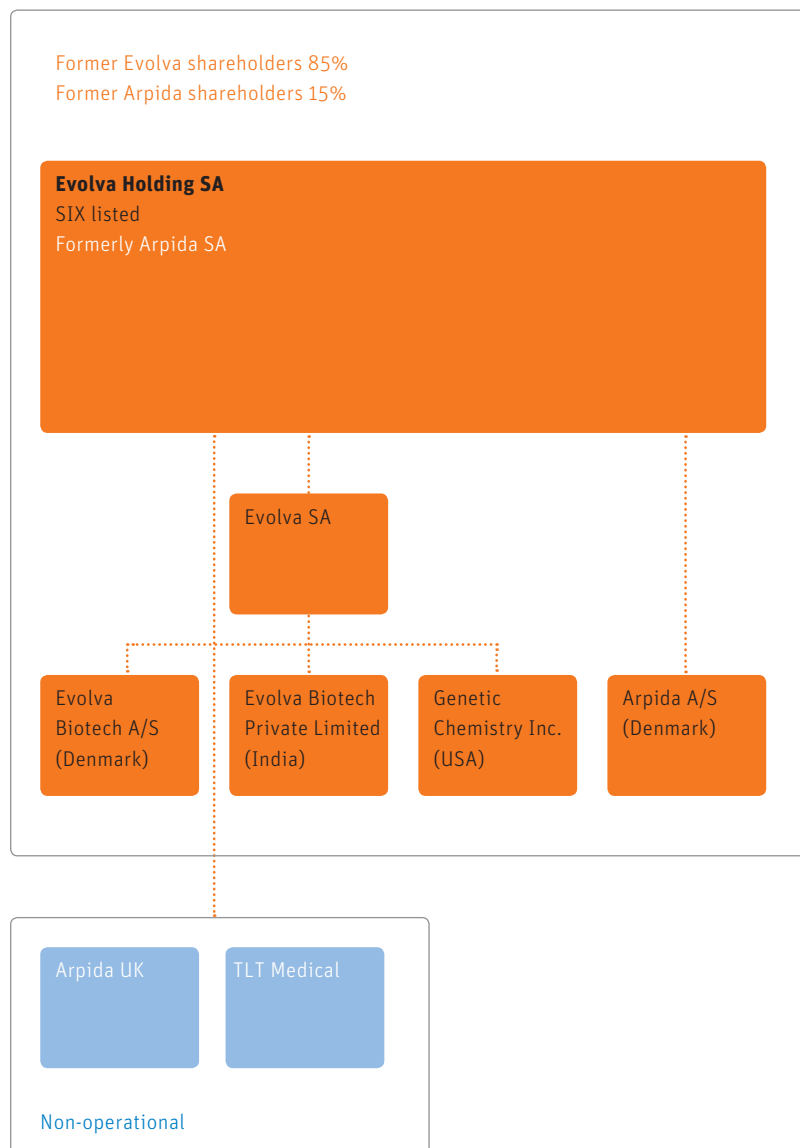 Former Evolva shareholders 85%
Former Arpida shareholders 15%
Evolva Holding SA
SIX listed
Formerly Arpida SA
Evolva SA
Evolva
Biotech A/S
(Denmark)
Evolva Biotech
Private Limited
(India)
Genetic
Chemistry Inc.
(USA)
Arpida A/S
(Denmark)
Arpida UK
TLT Medical
Non-operational